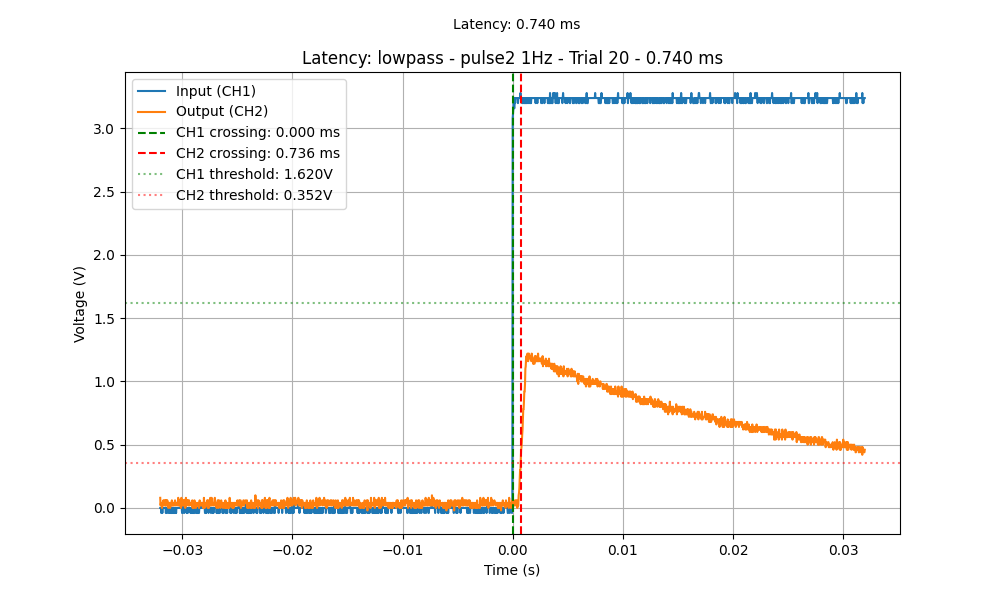 Latency: 0.740 ms
Latency: lowpass - pulse2 1Hz - Trial 20 - 0.740 ms
Input (CH1)
Output (CH2)
CH1 crossing: 0.000 ms
CH2 crossing: 0.736 ms
CH1 threshold: 1.620V
CH2 threshold: 0.352V
Voltage (V)
3.0
2.5
2.0
1.5
1.0
0.5
0.0
−0.03 −0.02 −0.01 0.00 0.01 0.02 0.03
Time (s)